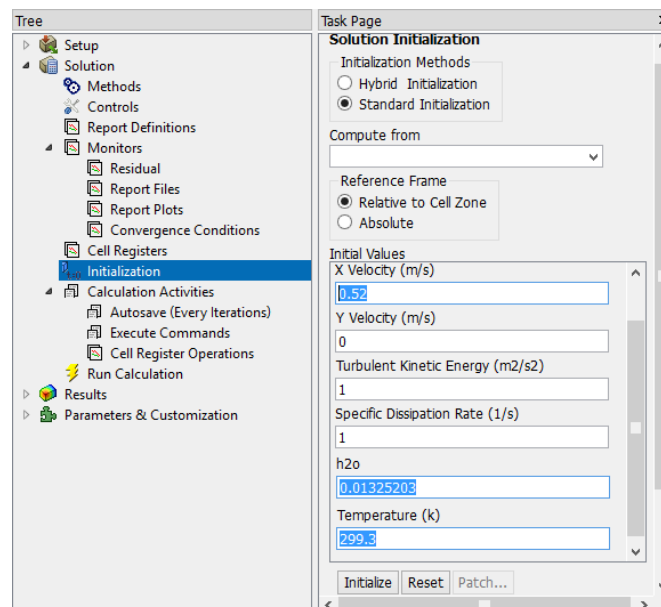 Tree
Setup
Solution
Methods
Controls
Report Definitions
Monitors
Residual
Report Files
Report Plots
Convergence Conditions
Cell Registers
Initialization
Calculation Activities
Autosave (Every Iterations)
Execute Commands
Cell Register Operations
Run Calculation
Results
Parameters & Customization
Task Page
Solution Initialization
Initialization Methods
Hybrid Initialization
Standard Initialization
Compute from
Reference Frame
Relative to Cell Zone
Absolute
Initial Values
X Velocity (m/s)
0.52
Y Velocity (m/s)
0
Turbulent Kinetic Energy (m2/s2)
1
Specific Dissipation Rate (1/s)
1
h2o
0.01325203
Temperature (k)
299.3
Initialize Reset Patch...